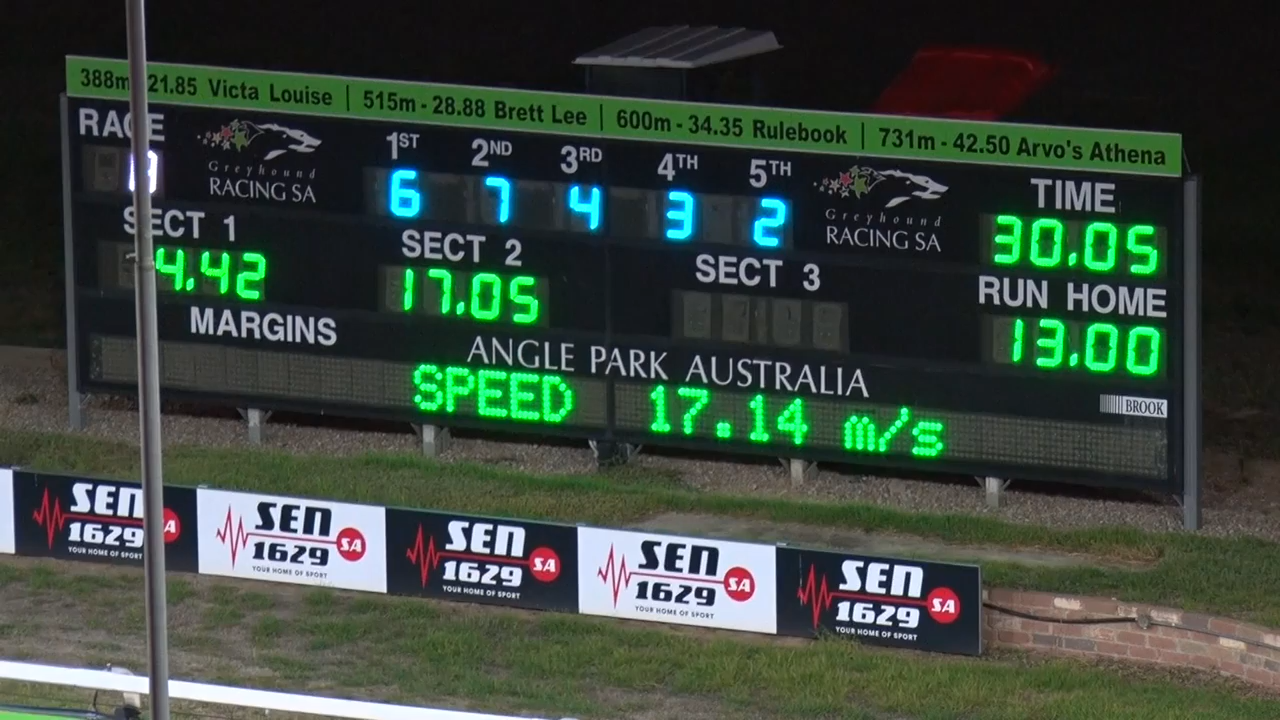 388m 21.85 Victa Louise | 515m - 28.88 Brett Lee | 600m - 34.35 Rulebook | 731m - 42.50 Arvo's Athena
RACE
Greyhound
RACING SA
1ST 2ND 3RD 4TH 5TH
6 7 4 3 2
Greyhound
RACING SA
TIME
30.05
SECT 1
4.42
SECT 2
17.05
SECT 3
RUN HOME
13.00
MARGINS
ANGLE PARK AUSTRALIA
BROOK
SPEED 17.14 m/s
SEN
1629
SA
YOUR HOME OF SPORT
SEN
1629
SA
YOUR HOME OF SPORT
SEN
1629
SA
YOUR HOME OF SPORT
SEN
1629
SA
YOUR HOME OF SPORT
SEN
1629
SA
YOUR HOME OF SPORT